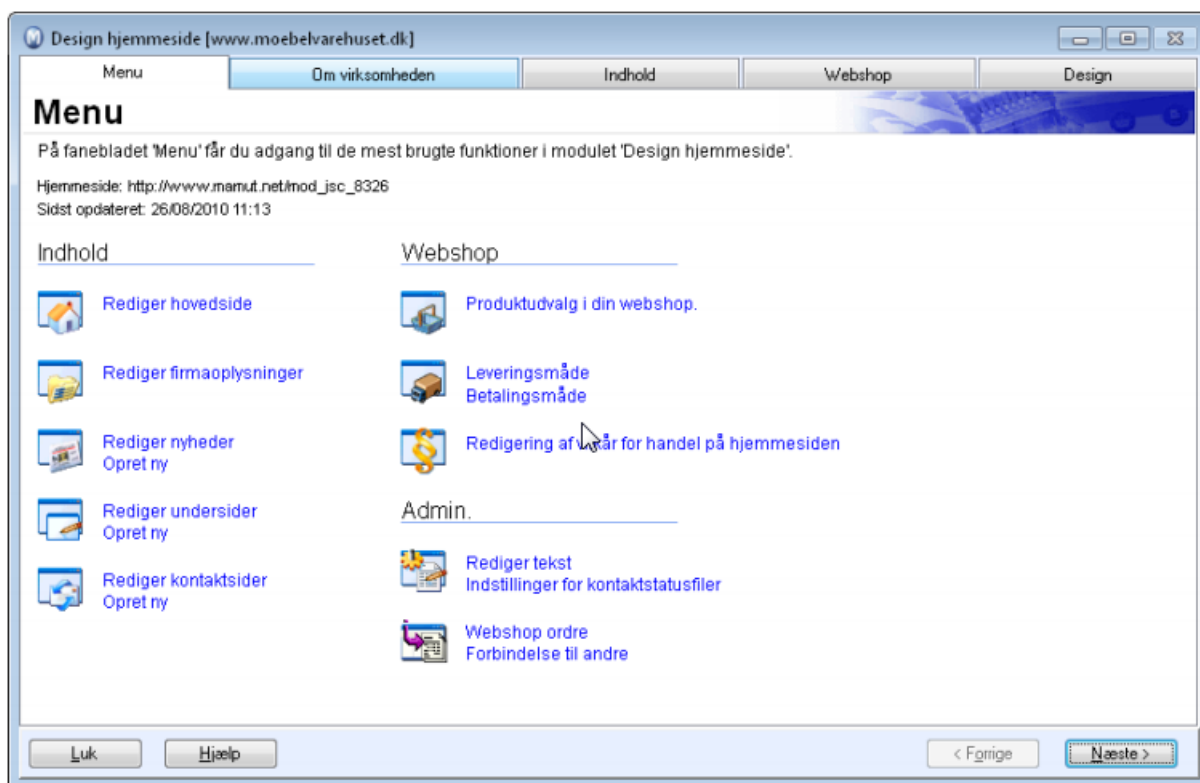 Design hjemmeside [www.moebelvarehuset.dk]
Menu
Om virksomheden
Indhold
Webshop
Design
Menu
På fanebladet 'Menu' får du adgang til de mest brugte funktioner i modulet 'Design hjemmeside'.
Hjemmeside: http://www.mamut.net/mod_jsc_8326
Sidst opdateret: 26/08/2010 11:13
Indhold
Rediger hovedside
Rediger firmaoplysninger
Rediger nyheder
Opret ny
Rediger undersider
Opret ny
Rediger kontaktsider
Opret ny
Webshop
Produktudvalg i din webshop.
Leveringsmåde
Betalingsmåde
Redigering af vilkår for handel på hjemmesiden
Admin.
Rediger tekst
Indstillinger for kontaktstatusfiler
Webshop ordre
Forbindelse til andre
Luk
Hjælp
< Forrige
Næste >